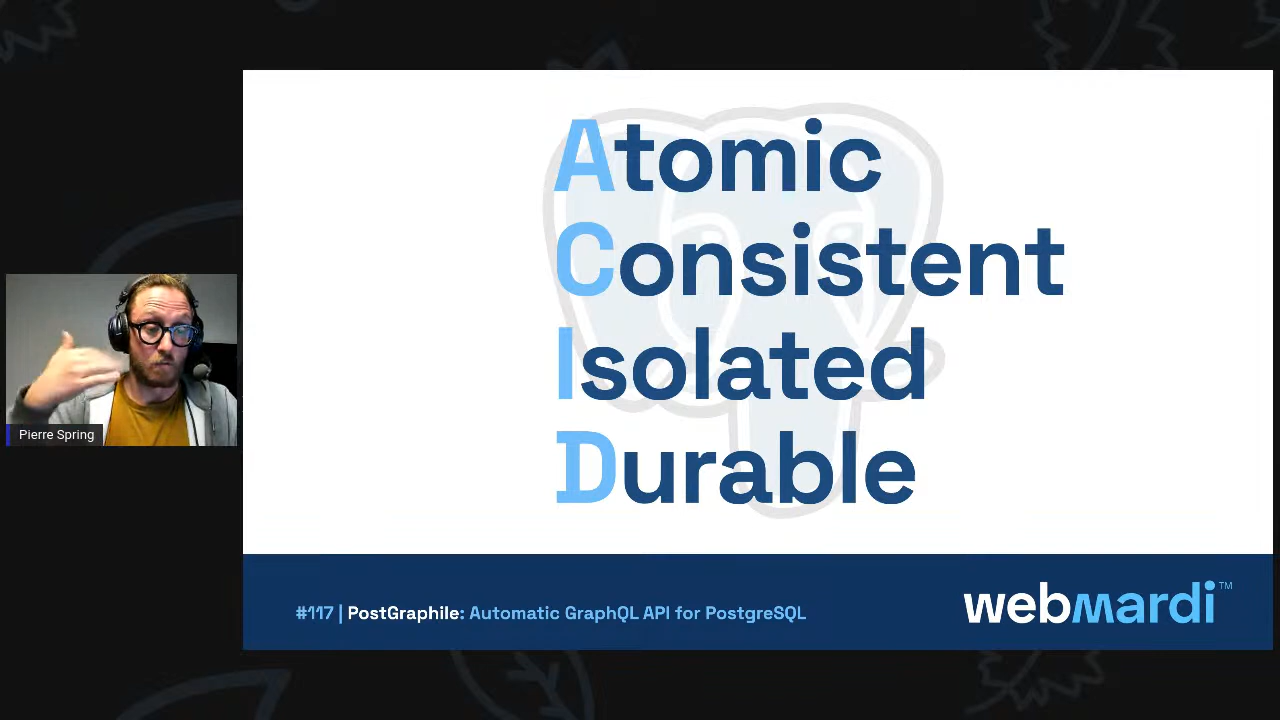 Atomic
Consistent
Isolated
Durable
Pierre Spring
#117 | PostGraphile: Automatic GraphQL API for PostgreSQL
webmardi™